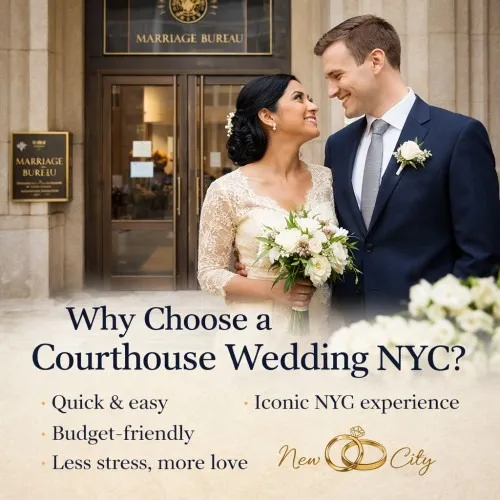 MARRIAGE BUREAU
MARRIAGE
BUREAU
Why Choose a
Courthouse Wedding NYC?
· Quick & easy
· Iconic NYC experience
· Budget-friendly
· Less stress, more love
New City